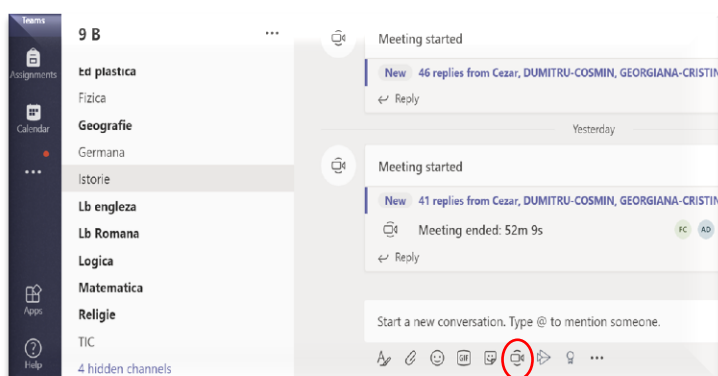 Teams
Assignments
Calendar
Apps
Help
9 B
Ed plastica
Fizica
Geografie
Germana
Istorie
Lb engleza
Lb Romana
Logica
Matematica
Religie
TIC
4 hidden channels
Meeting started
New 46 replies from Cezar, DUMITRU-COSMIN, GEORGIANA-CRISTIN
Reply
Yesterday
Meeting started
New 41 replies from Cezar, DUMITRU-COSMIN, GEORGIANA-CRISTIN
Meeting ended: 52m 9s
FC AD
Reply
Start a new conversation. Type @ to mention someone.
GIF